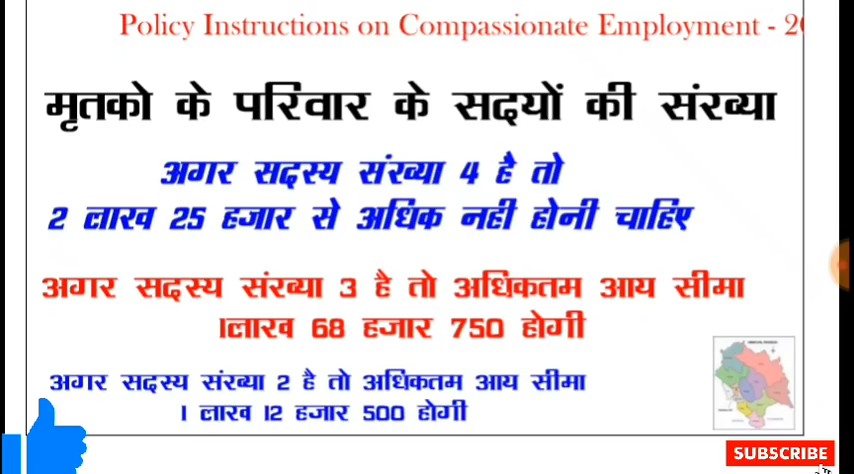 Policy Instructions on Compassionate Employment - 20
मृतको के परिवार के सदयों की संख्या
अगर सदस्य संख्या 4 है तो
2 लाख 25 हजार से अधिक नही होनी चाहिए
अगर सदस्य संख्या 3 है तो अधिकतम आय सीमा
1लाख 68 हजार 750 होगी
अगर सदस्य संख्या 2 है तो अधिकतम आय सीमा
1 लाख 12 हजार 500 होगी
SUBSCRIBE